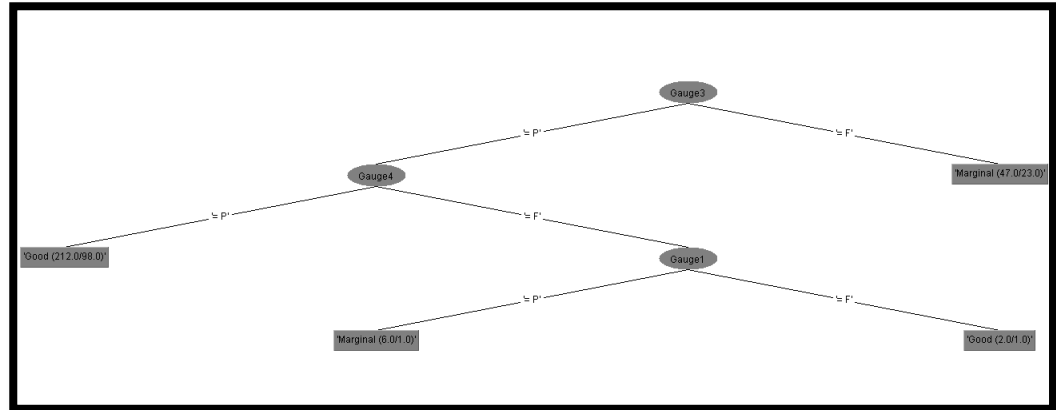 Gauge3
'= P'
'= F'
Gauge4
'Marginal (47.0/23.0)'
'= P'
'= F'
'Good (212.0/98.0)'
Gauge1
'= P'
'= F'
'Marginal (6.0/1.0)'
'Good (2.0/1.0)'